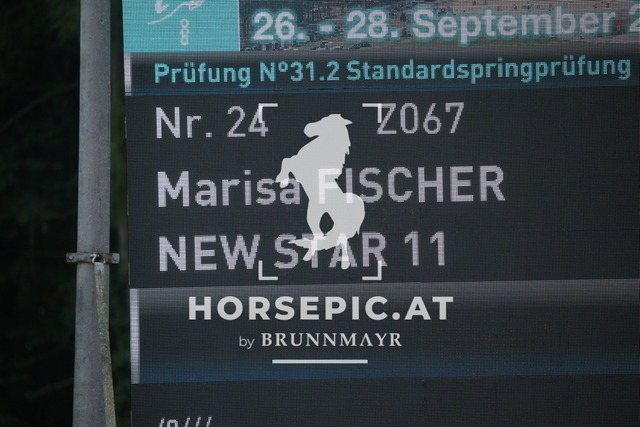 26. - 28. September 2
Prüfung N°31.2 Standardspringprüfung
Nr. 24 Z067
Marisa FISCHER
NEW STAR 11
HORSEPIC.AT
by BRUNNMAYR